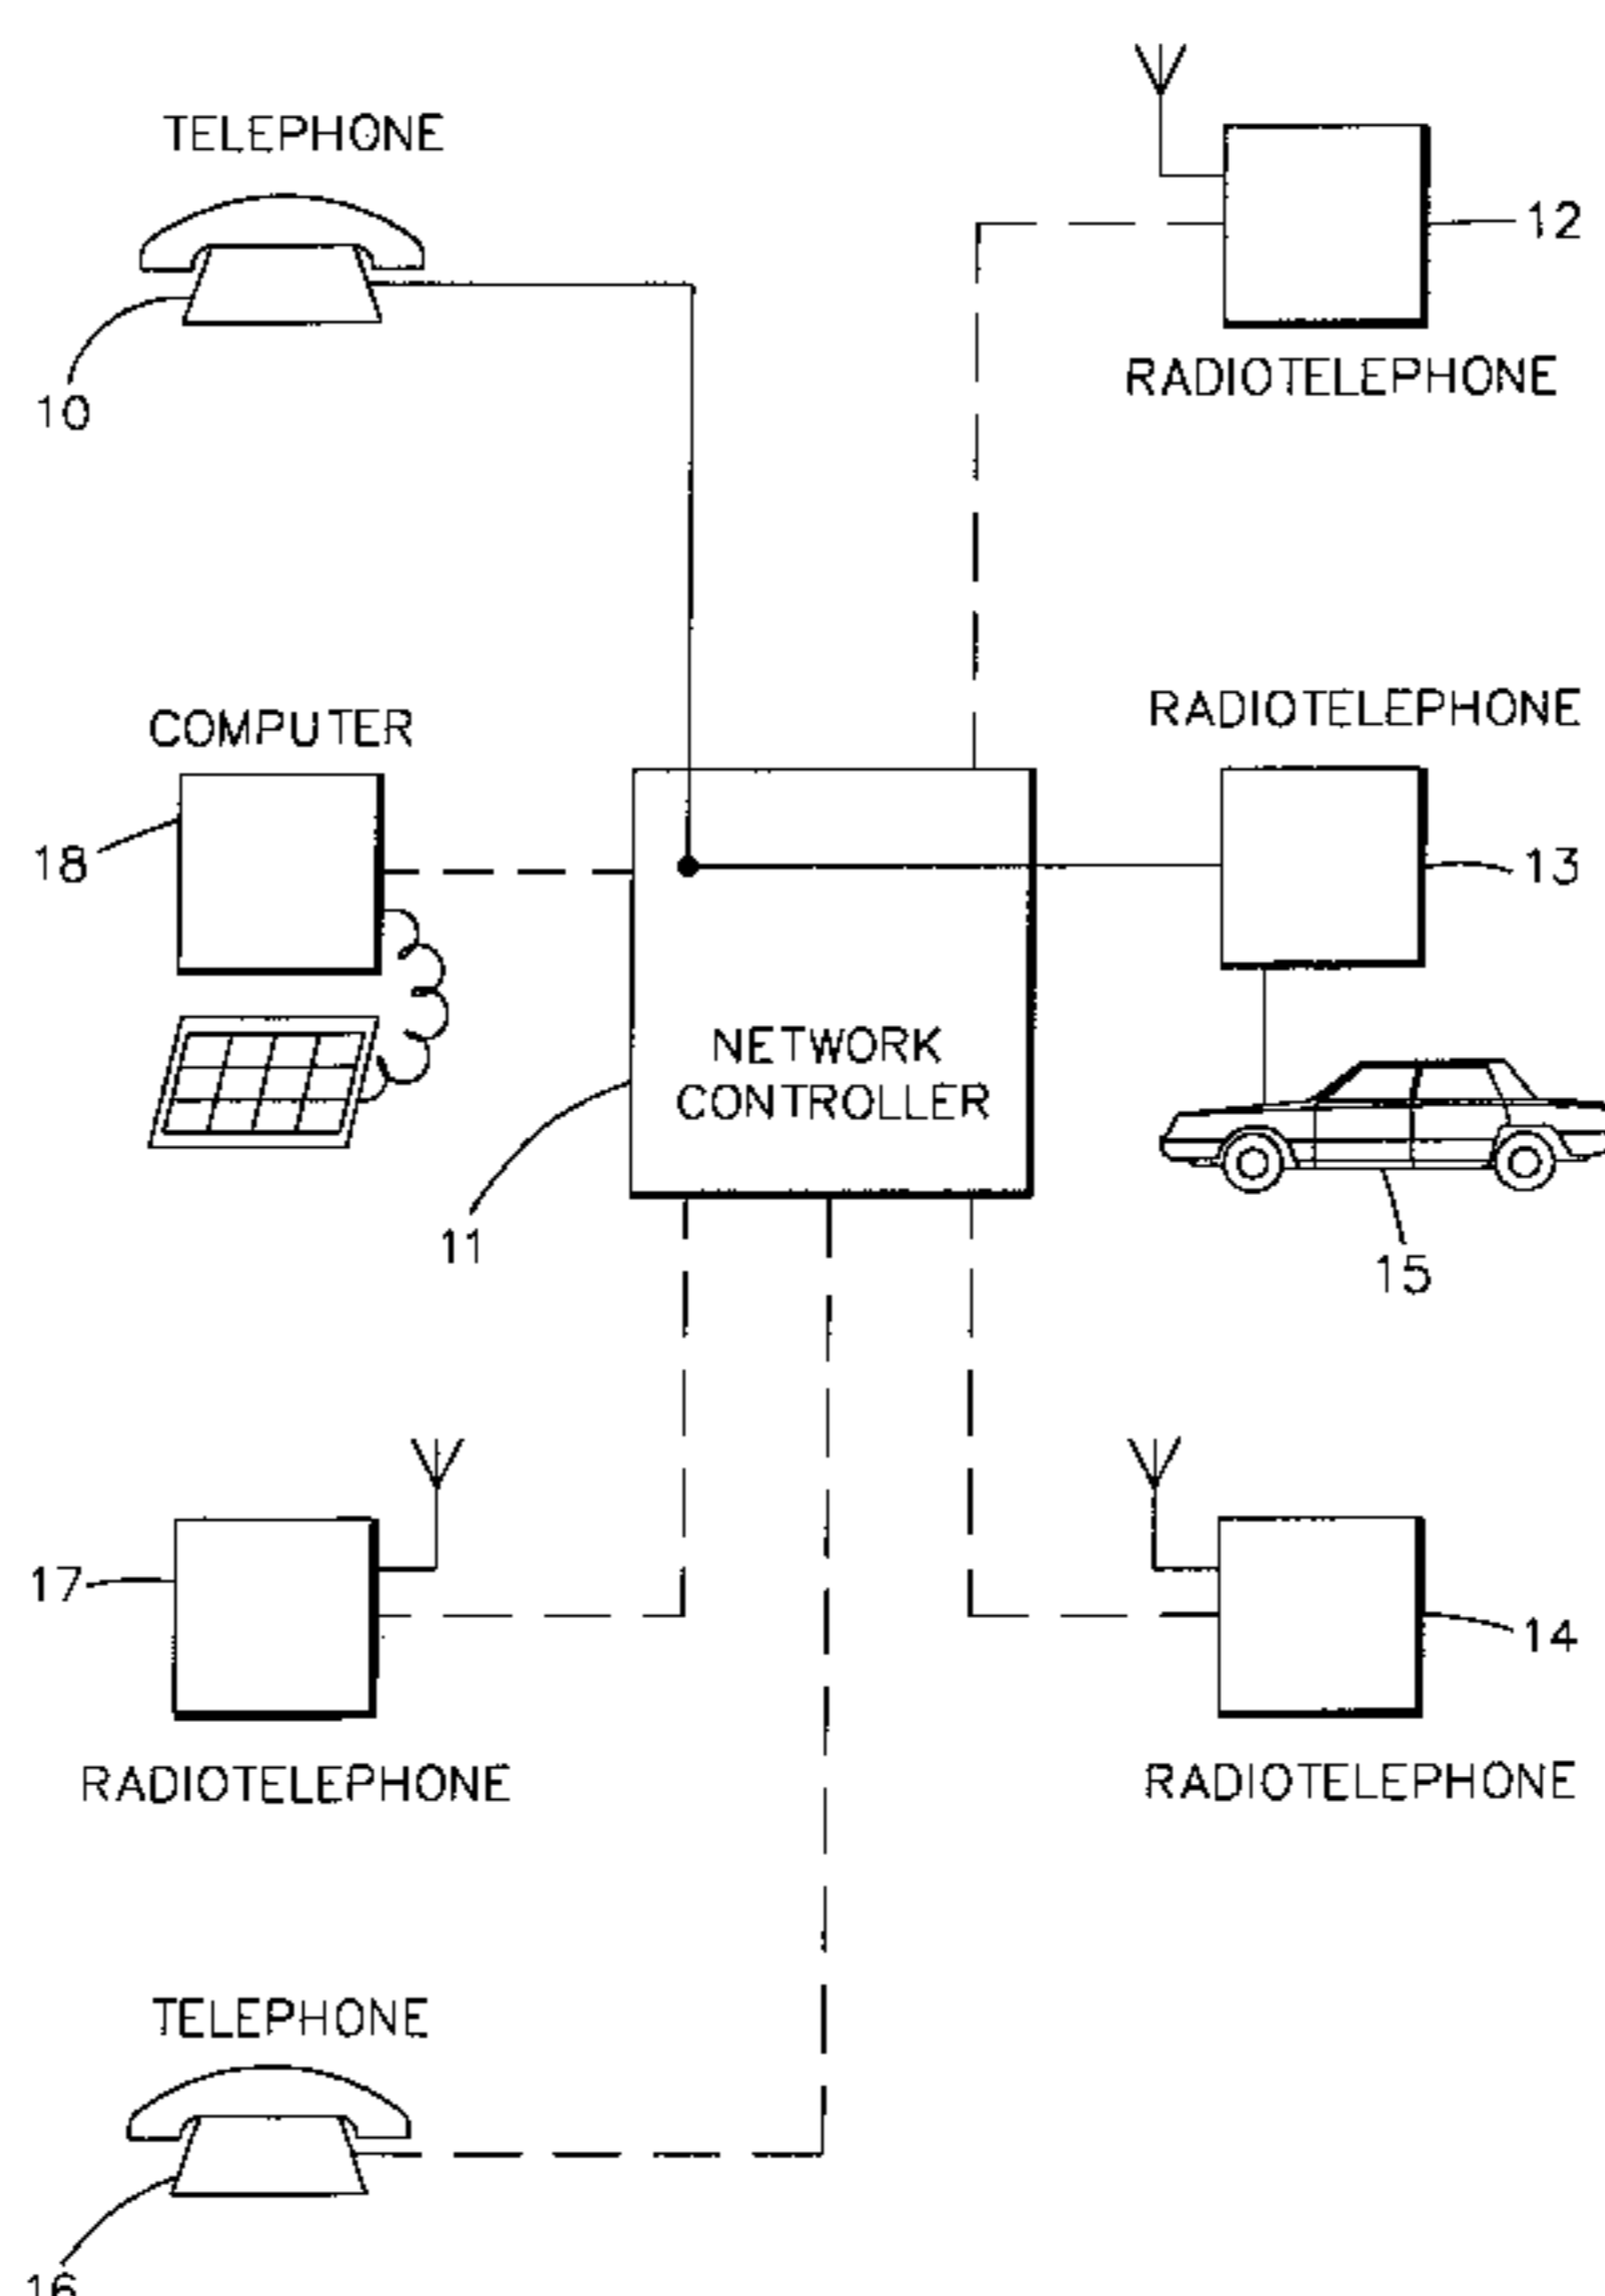 TELEPHONE
12
10
RADIOTELEPHONE
COMPUTER
RADIOTELEPHONE
18
13
NETWORK
CONTROLLER
11
15
17
14
RADIOTELEPHONE
RADIOTELEPHONE
TELEPHONE
16